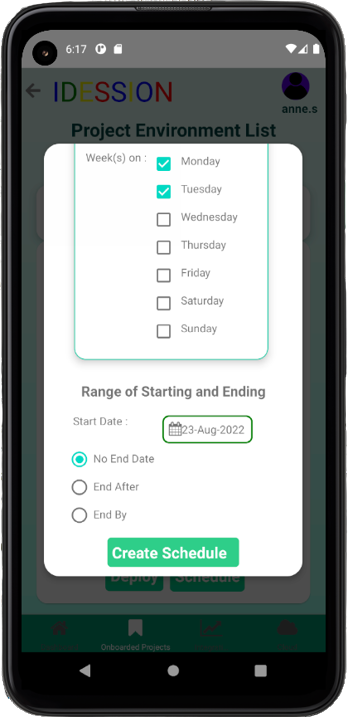 6:17
IDESSION
anne.s
Project Environment List
Week(s) on :
Monday
Tuesday
Wednesday
Thursday
Friday
Saturday
Sunday
Range of Starting and Ending
Start Date :
23-Aug-2022
No End Date
End After
End By
Create Schedule
Deploy
Schedule
Onboarded Projects